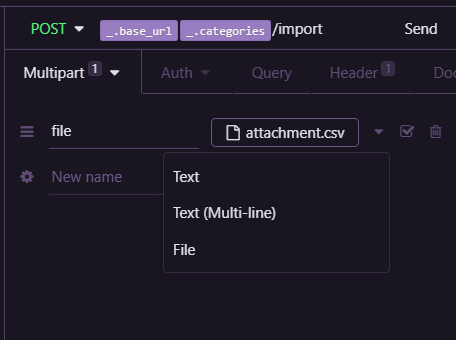 POST _.base_url _.categories /import Send
Multipart 1 Auth Query Header 1 Doc
file attachment.csv
New name
Text
Text (Multi-line)
File